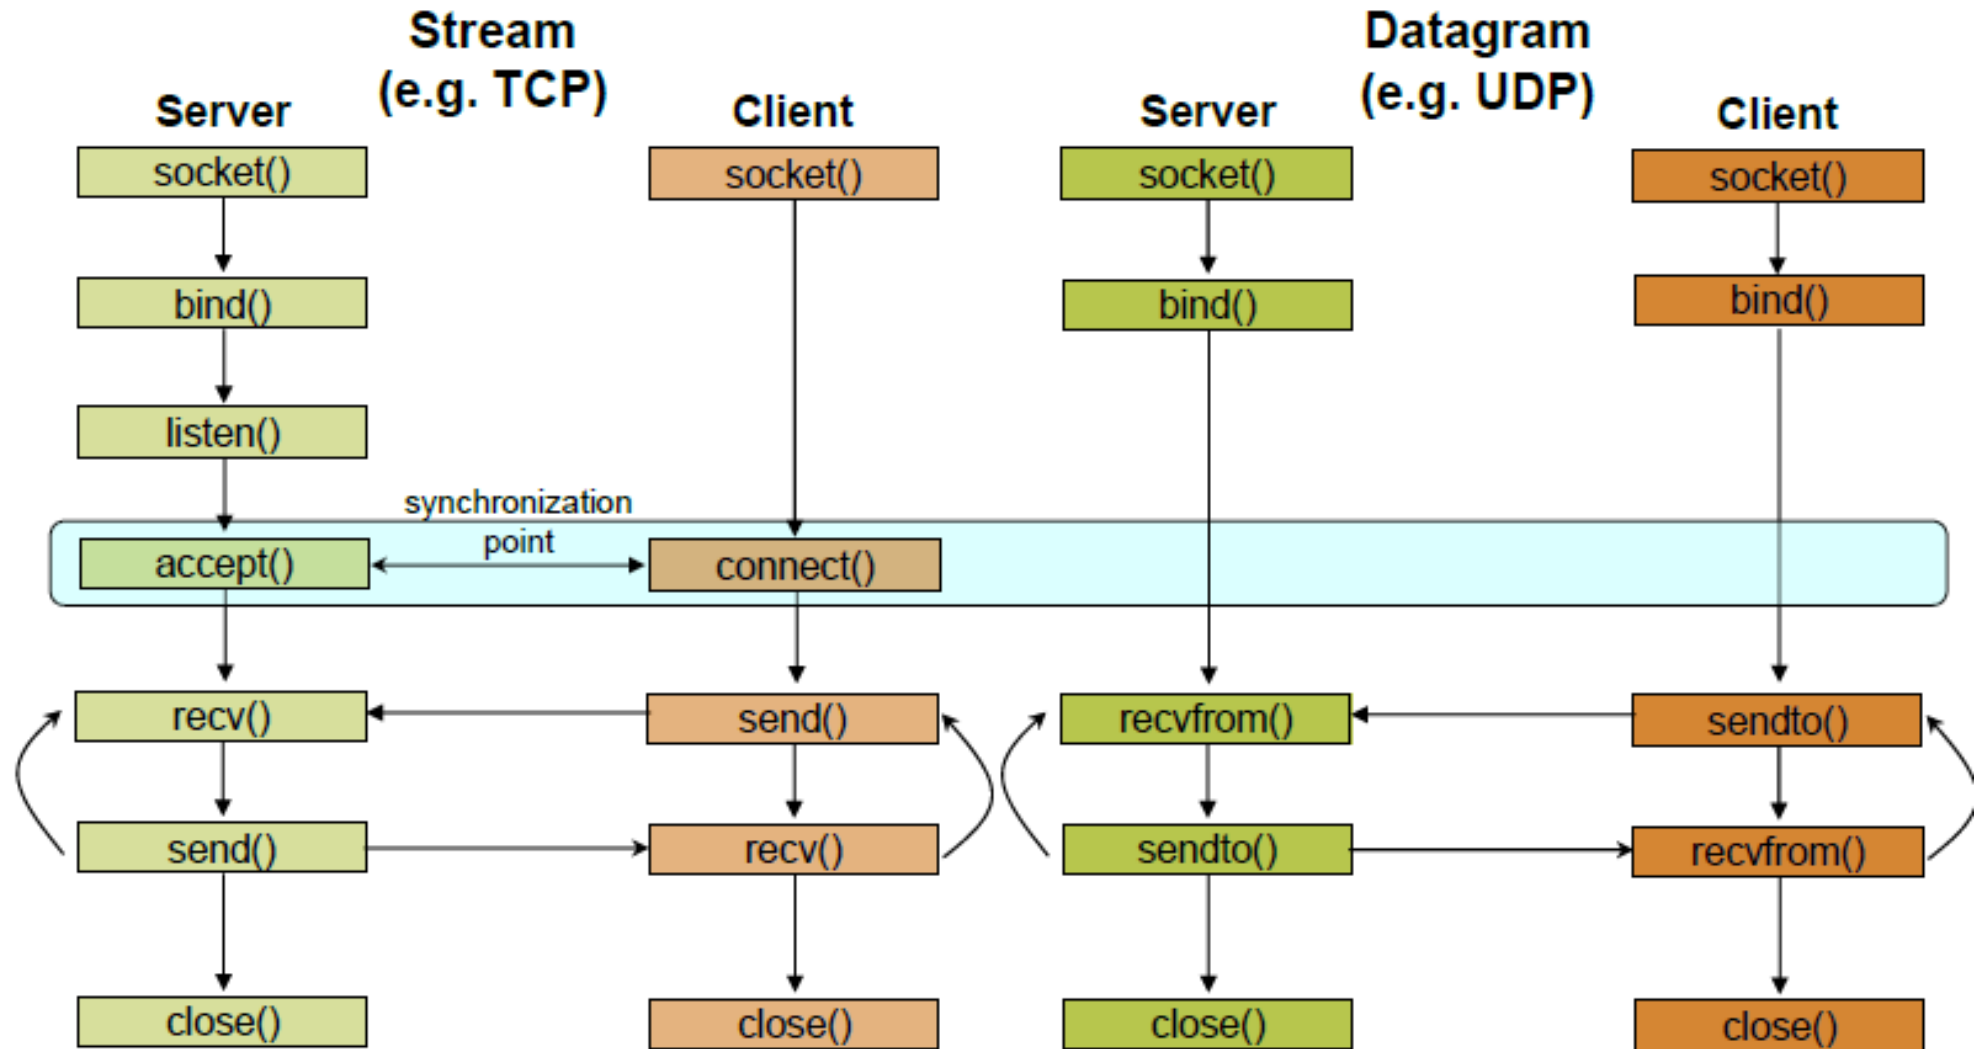 Stream
(e.g. TCP)
Datagram
(e.g. UDP)
Server
Client
Server
Client
socket()
socket()
socket()
socket()
bind()
bind()
bind()
listen()
synchronization
point
accept()
connect()
recv()
send()
recvfrom()
sendto()
send()
recv()
sendto()
recvfrom()
close()
close()
close()
close()